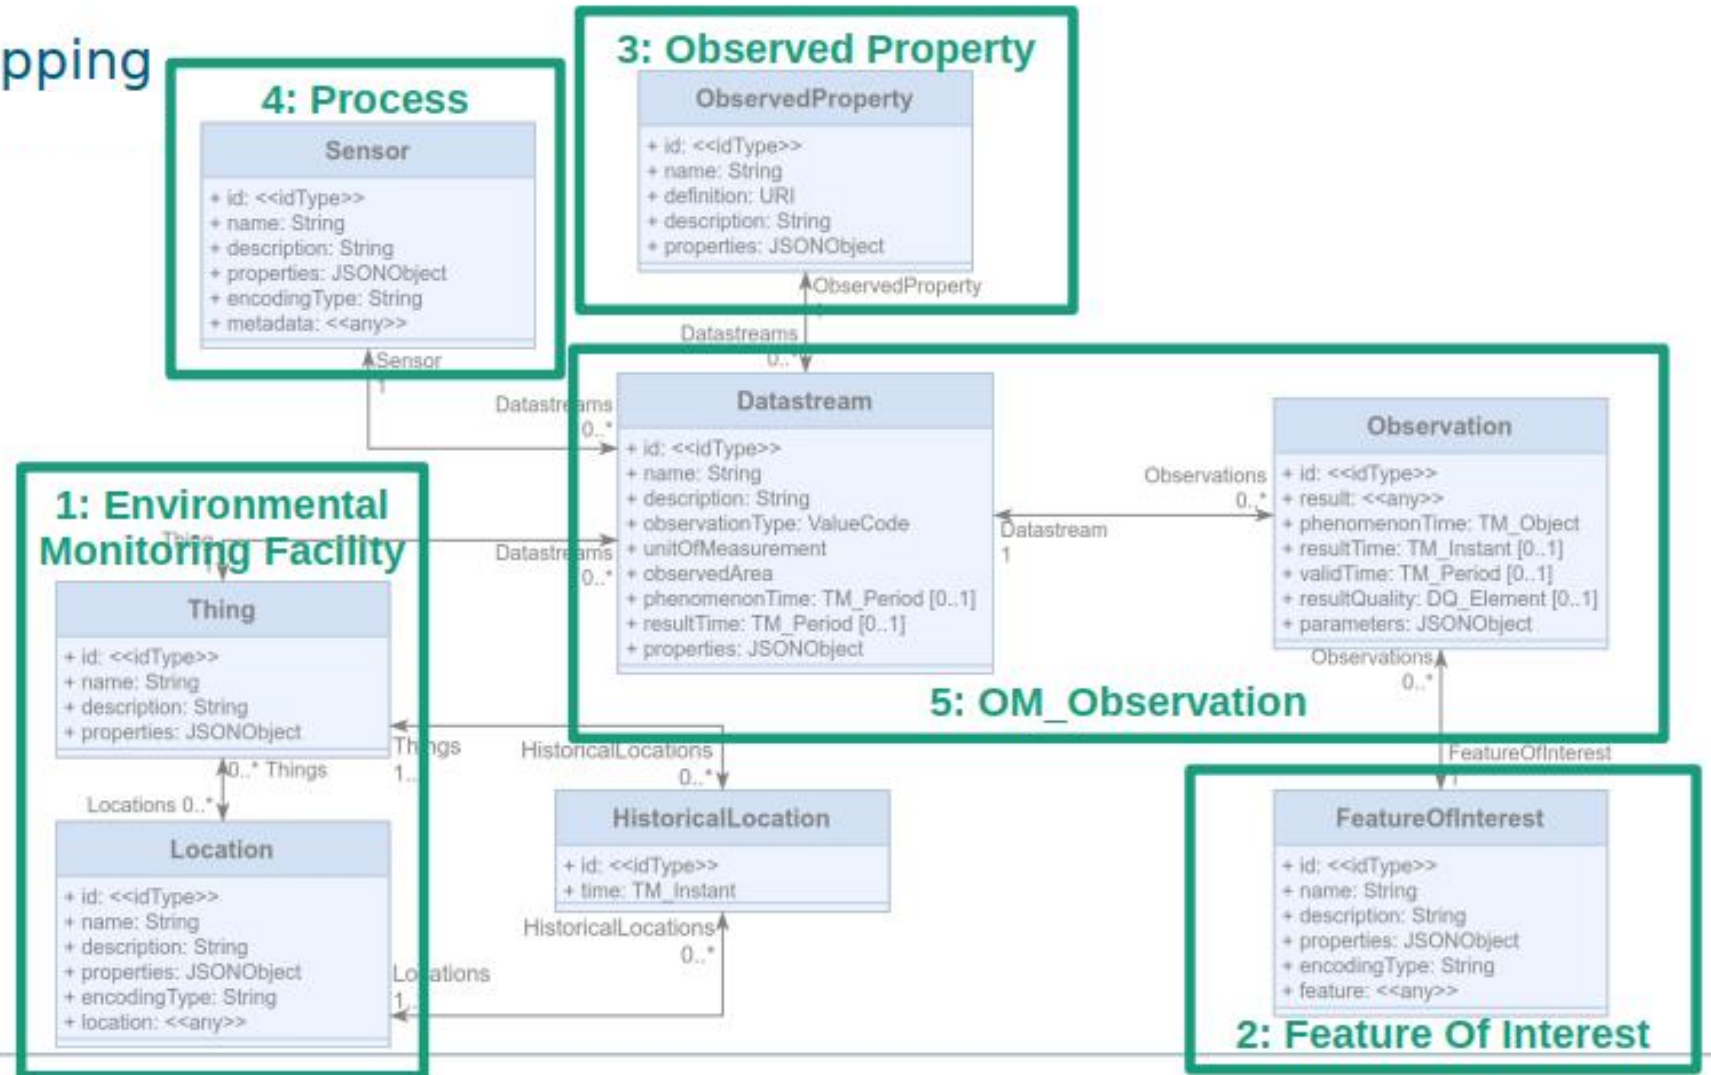 pping
4: Process
Sensor
+ id: <<idType>>
+ name: String
+ description: String
+ properties: JSONObject
+ encodingType: String
+ metadata: <<any>>
Sensor
1
3: Observed Property
ObservedProperty
+ id: <<idType>>
+ name: String
+ definition: URI
+ description: String
+ properties: JSONObject
ObservedProperty
Datastreams
0..*
Datastreams
0..*
Datastream
+ id: <<idType>>
+ name: String
+ description: String
+ observationType: ValueCode
+ unitOfMeasurement
+ observedArea
+ phenomenonTime: TM_Period [0..1]
+ resultTime: TM_Period [0..1]
+ properties: JSONObject
Datastreams
0..*
Datastream
1
Observations
0..*
Observation
+ id: <<idType>>
+ result: <<any>>
+ phenomenonTime: TM_Object
+ resultTime: TM_Instant [0..1]
+ validTime: TM_Period [0..1]
+ resultQuality: DQ_Element [0..1]
+ parameters: JSONObject
Observations
0..*
5: OM_Observation
1: Environmental
Monitoring Facility
Thing
Thing
+ id: <<idType>>
+ name: String
+ description: String
+ properties: JSONObject
Things
1..
0..* Things
Locations 0..*
Location
+ id: <<idType>>
+ name: String
+ description: String
+ properties: JSONObject
+ encodingType: String
+ location: <<any>>
Locations
1..
HistoricalLocations
0..*
HistoricalLocation
+ id: <<idType>>
+ time: TM_Instant
HistoricalLocations
0..*
FeatureOfInterest
1
FeatureOfInterest
+ id: <<idType>>
+ name: String
+ description: String
+ properties: JSONObject
+ encodingType: String
+ feature: <<any>>
2: Feature Of Interest